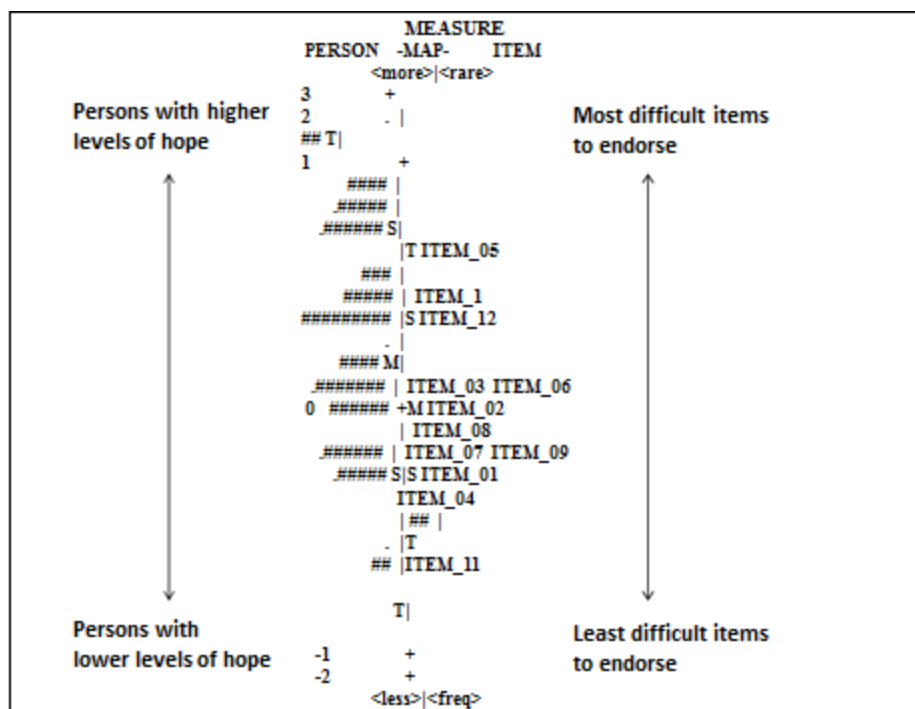 MEASURE
PERSON -MAP- ITEM
<more>|<rare>
3 +
2 . |
## T|
1 +
#### |
.##### |
.###### S|
|T ITEM_05
### |
##### | ITEM_1
######### |S ITEM_12
. |
#### M|
.####### | ITEM_03 ITEM_06
0 ###### +M ITEM_02
| ITEM_08
.###### | ITEM_07 ITEM_09
.##### S|S ITEM_01
ITEM_04
| ## |
. |T
## |ITEM_11
T|
-1 +
-2 +
<less>|<freq>
Persons with higher
levels of hope
Persons with
lower levels of hope
Most difficult items
to endorse
Least difficult items
to endorse